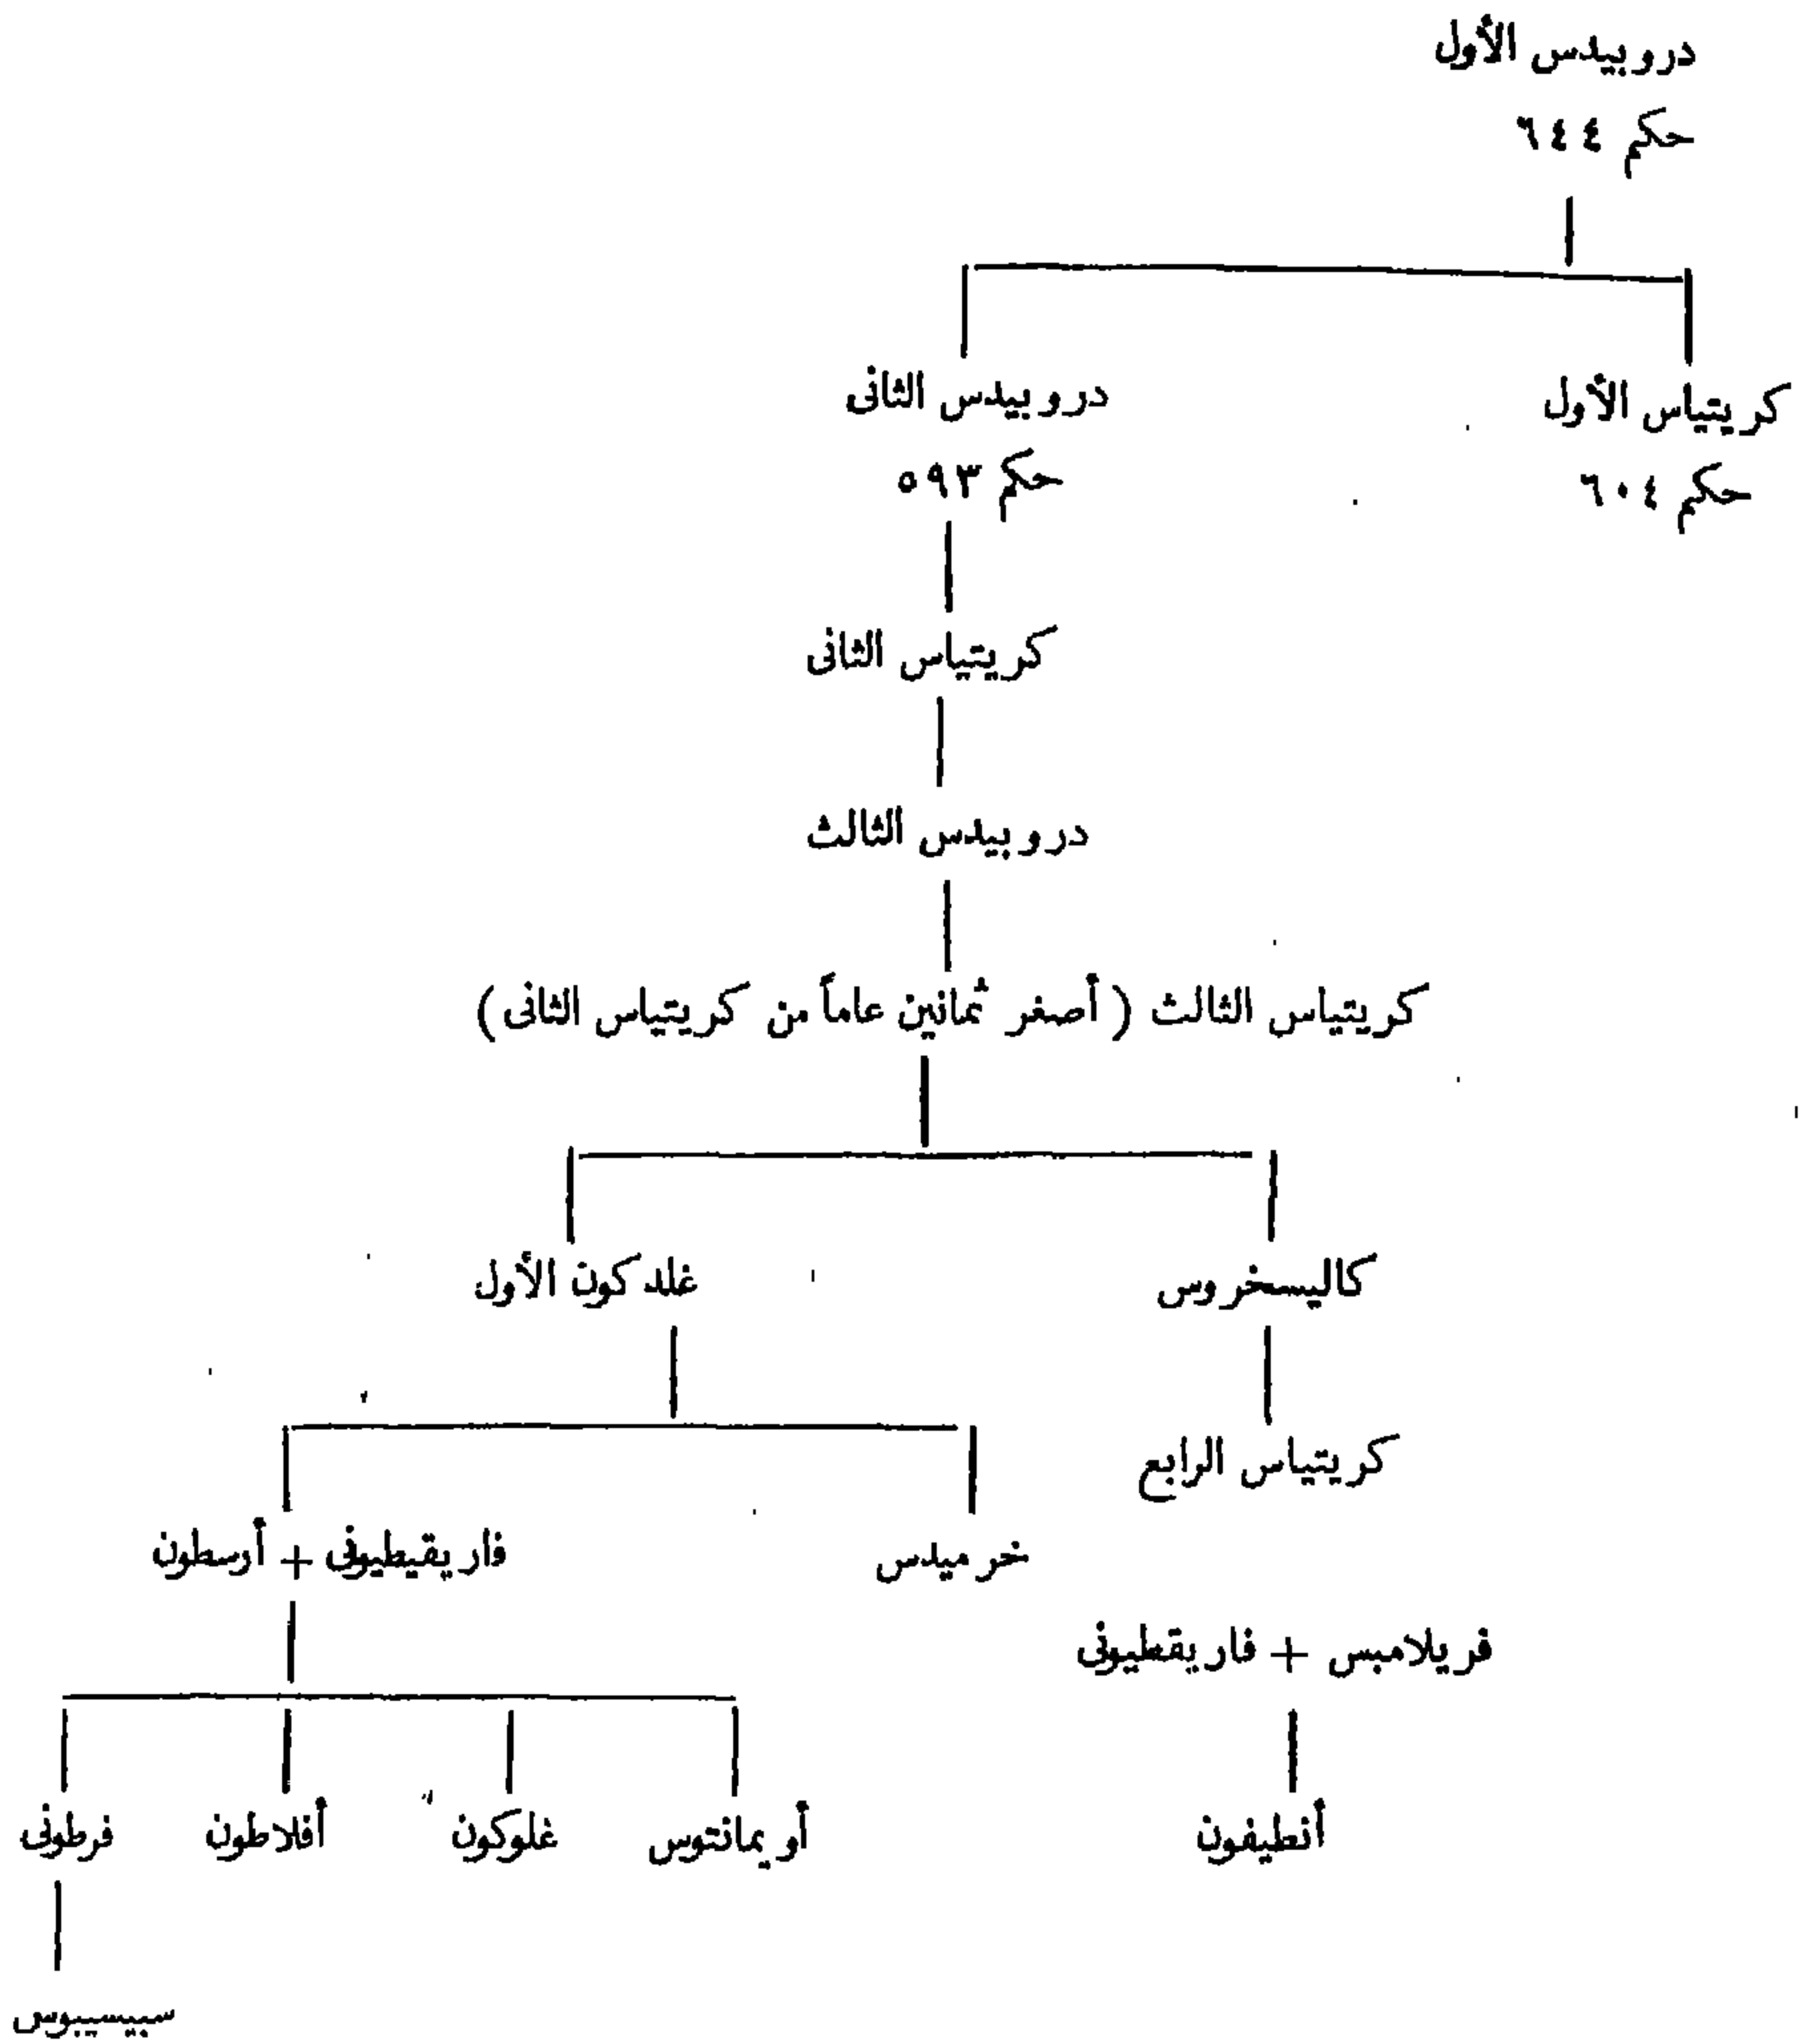 دروبيدس الأول
حكم ٦٤٤
كريتياس الأول
دروبيدس الثانى
حكم ٦٠٤
حكم ٥٩٣
كريتياس الثانى
دروبيدس الثالث
كريتياس الثالث ( أصغر ثمانين عاماً من كريتياس الثانى )
كاليسخروس
غلدكون الأول
كريتياس الرابع
خرميدس
فاريقيطيونى + أرسطون
فريلامبس + فاريقطيونى
أنطيفون
أويمانتوس
غلوكون
أفلاطون
فرطونى
سبيسيبوس